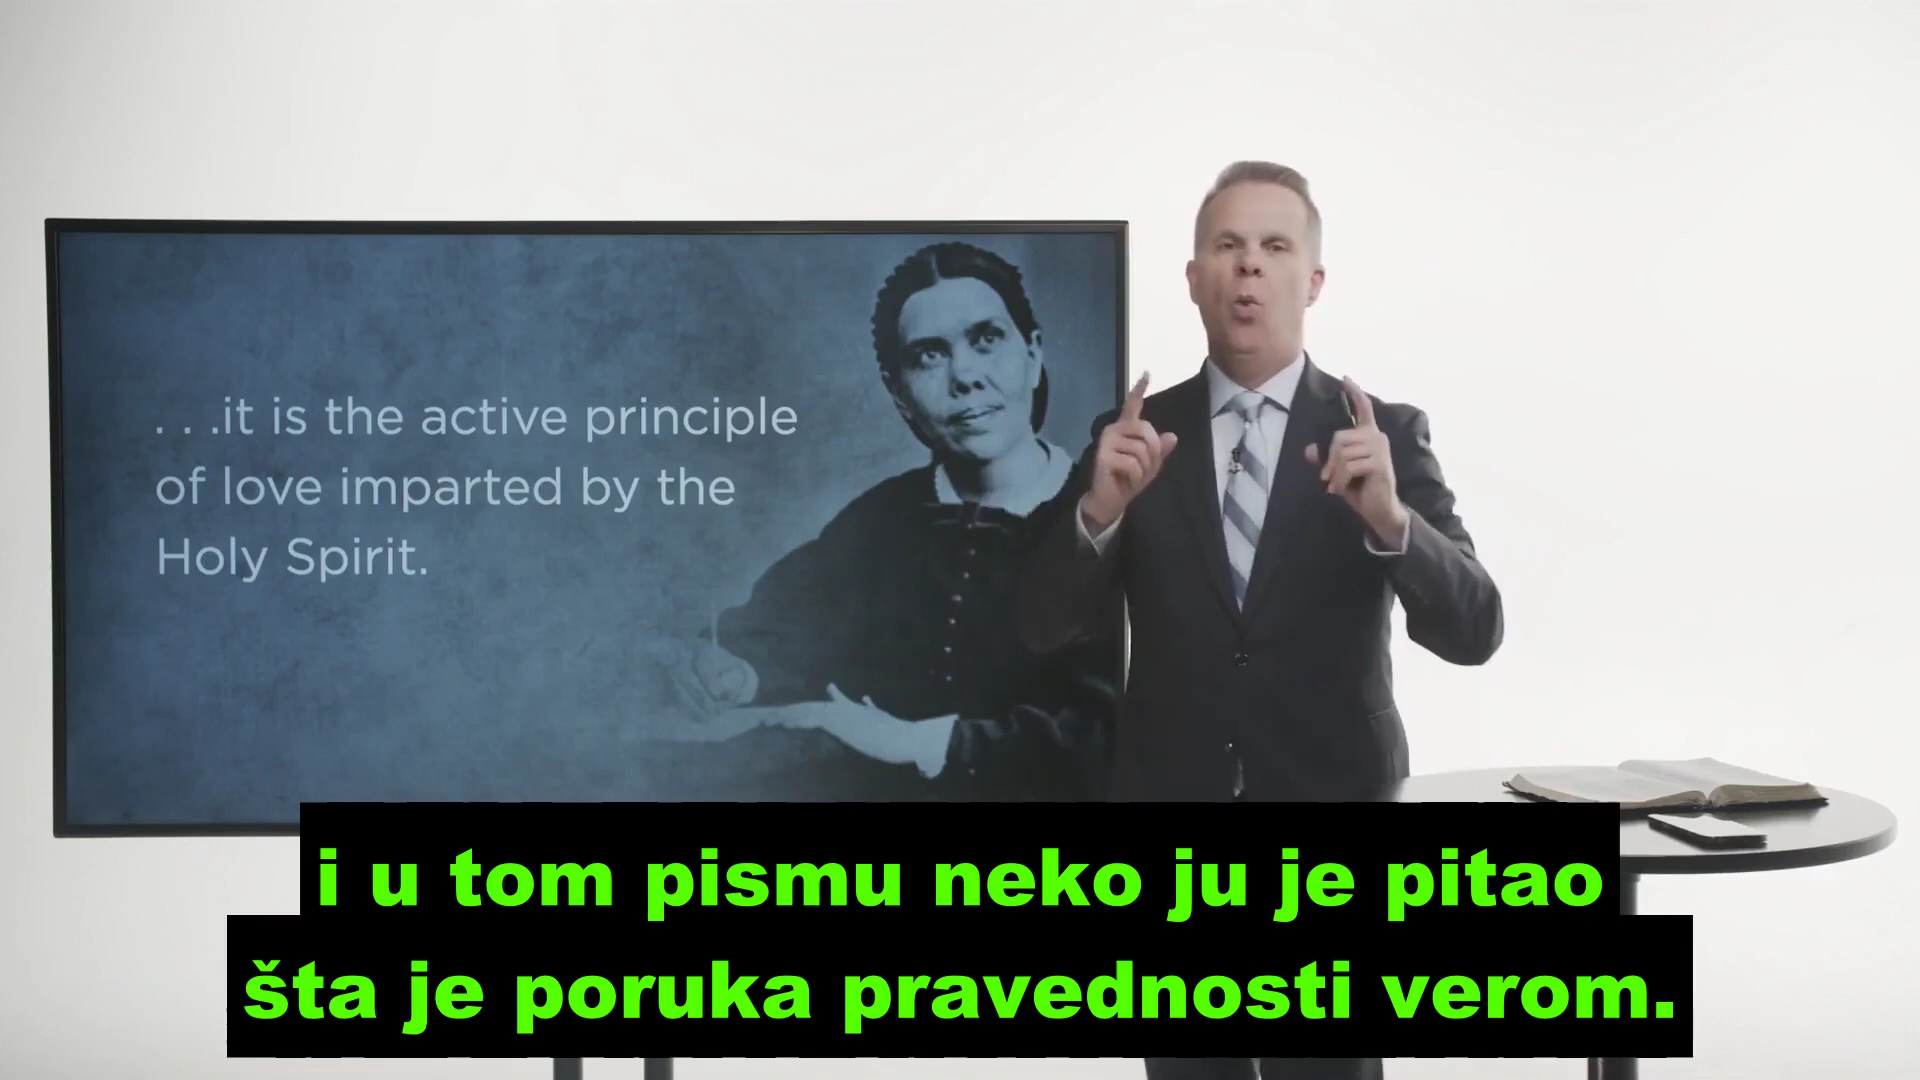 . . .it is the active principle
of love imparted by the
Holy Spirit.
i u tom pismu neko ju je pitao
šta je poruka pravednosti verom.